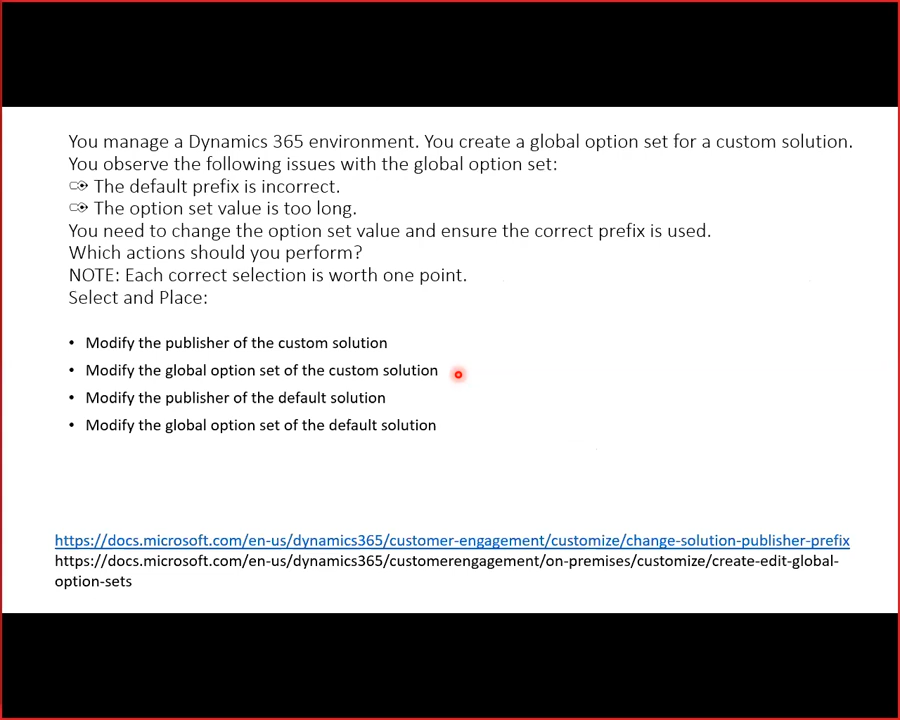 You manage a Dynamics 365 environment. You create a global option set for a custom solution.
You observe the following issues with the global option set:
The default prefix is incorrect.
The option set value is too long.
You need to change the option set value and ensure the correct prefix is used.
Which actions should you perform?
NOTE: Each correct selection is worth one point.
Select and Place:
• Modify the publisher of the custom solution
• Modify the global option set of the custom solution
• Modify the publisher of the default solution
• Modify the global option set of the default solution
https://docs.microsoft.com/en-us/dynamics365/customer-engagement/customize/change-solution-publisher-prefix
https://docs.microsoft.com/en-us/dynamics365/customerengagement/on-premises/customize/create-edit-global-
option-sets